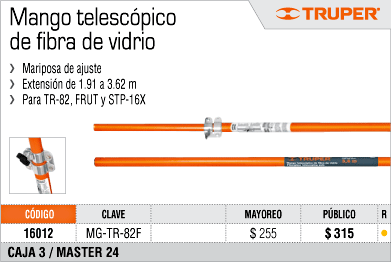 Mango telescópico
de fibra de vidrio
TRUPER®
Mariposa de ajuste
Extensión de 1.91 a 3.62 m
Para TR-82, FRUT y STP-16X
TRUPER
CÓDIGO CLAVE MAYOREO PÚBLICO R
16012 MG-TR-82F $ 255 $ 315
CAJA 3 / MASTER 24